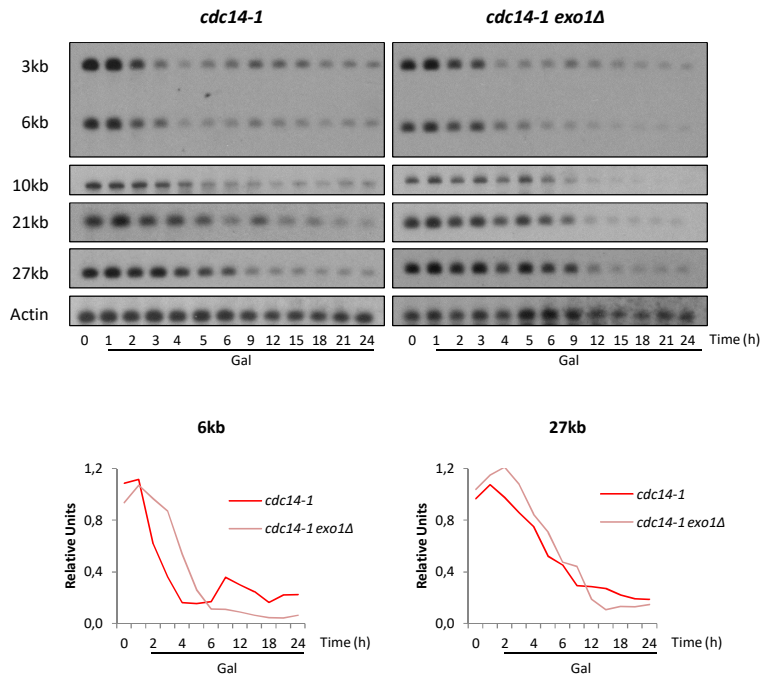 cdc14-1 cdc14-1 exo1Δ
3kb
6kb
10kb
21kb
27kb
Actin
0 1 2 3 4 5 6 9 12 15 18 21 24 0 1 2 3 4 5 6 9 12 15 18 21 24 Time (h)
Gal Gal
6kb 27kb
1,2
0,8
0,4
0,0
Relative Units
cdc14-1
cdc14-1 exo1Δ
0 2 4 6 12 18 24 Time (h)
Gal
1,2
0,8
0,4
0,0
Relative Units
cdc14-1
cdc14-1 exo1Δ
0 2 4 6 12 18 24 Time (h)
Gal